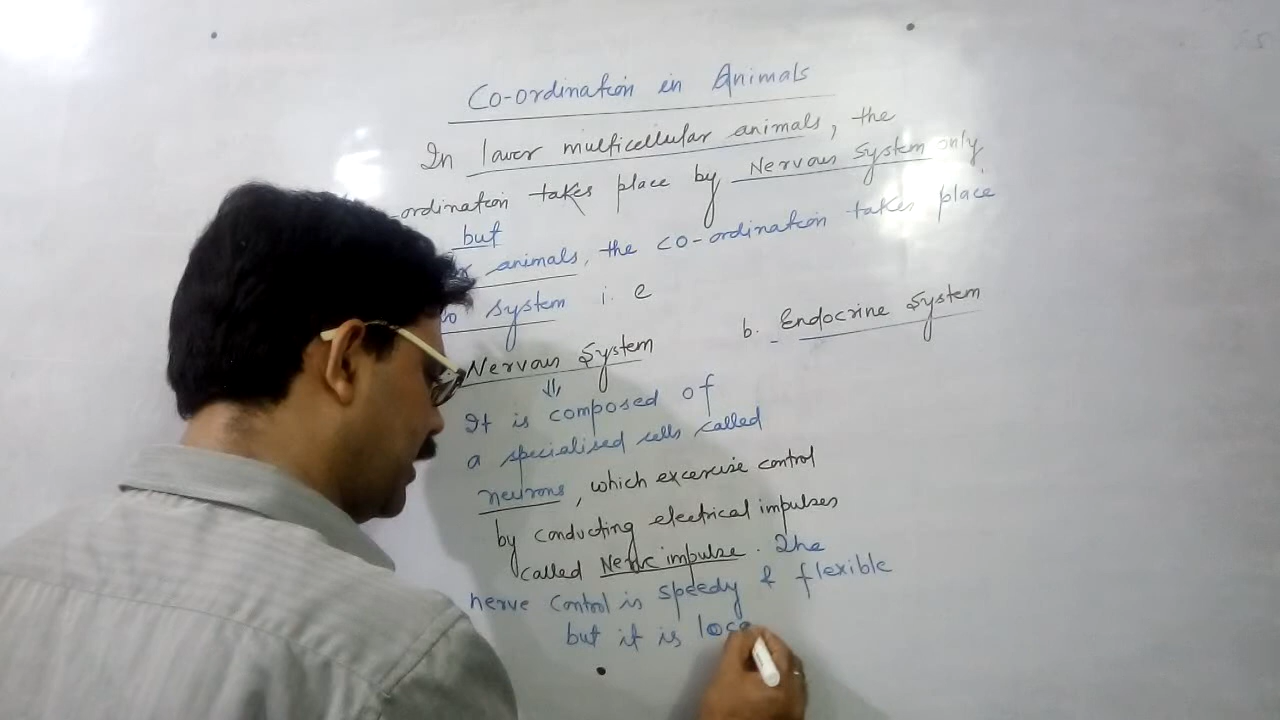 Co-ordination in Animals
In lower multicellular animals, the
-ordination takes place by Nervous System only
but
animals, the co-ordination takes place
system i. e
Nervous System b. Endocrine System
It is composed of
a specialised cells called
neurons, which excercise control
by conducting electrical impulses
called Nerve impulse. The
nerve control is speedy & flexible
but it is loca